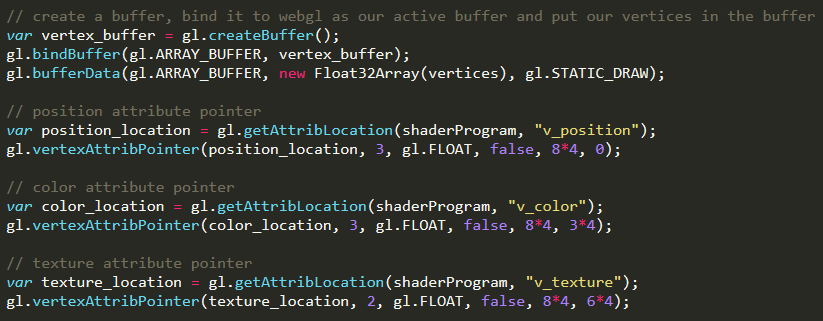 // create a buffer, bind it to webgl as our active buffer and put our vertices in the buffer
var vertex_buffer = gl.createBuffer();
gl.bindBuffer(gl.ARRAY_BUFFER, vertex_buffer);
gl.bufferData(gl.ARRAY_BUFFER, new Float32Array(vertices), gl.STATIC_DRAW);
// position attribute pointer
var position_location = gl.getAttribLocation(shaderProgram, "v_position");
gl.vertexAttribPointer(position_location, 3, gl.FLOAT, false, 8*4, 0);
// color attribute pointer
var color_location = gl.getAttribLocation(shaderProgram, "v_color");
gl.vertexAttribPointer(color_location, 3, gl.FLOAT, false, 8*4, 3*4);
// texture attribute pointer
var texture_location = gl.getAttribLocation(shaderProgram, "v_texture");
gl.vertexAttribPointer(texture_location, 2, gl.FLOAT, false, 8*4, 6*4);